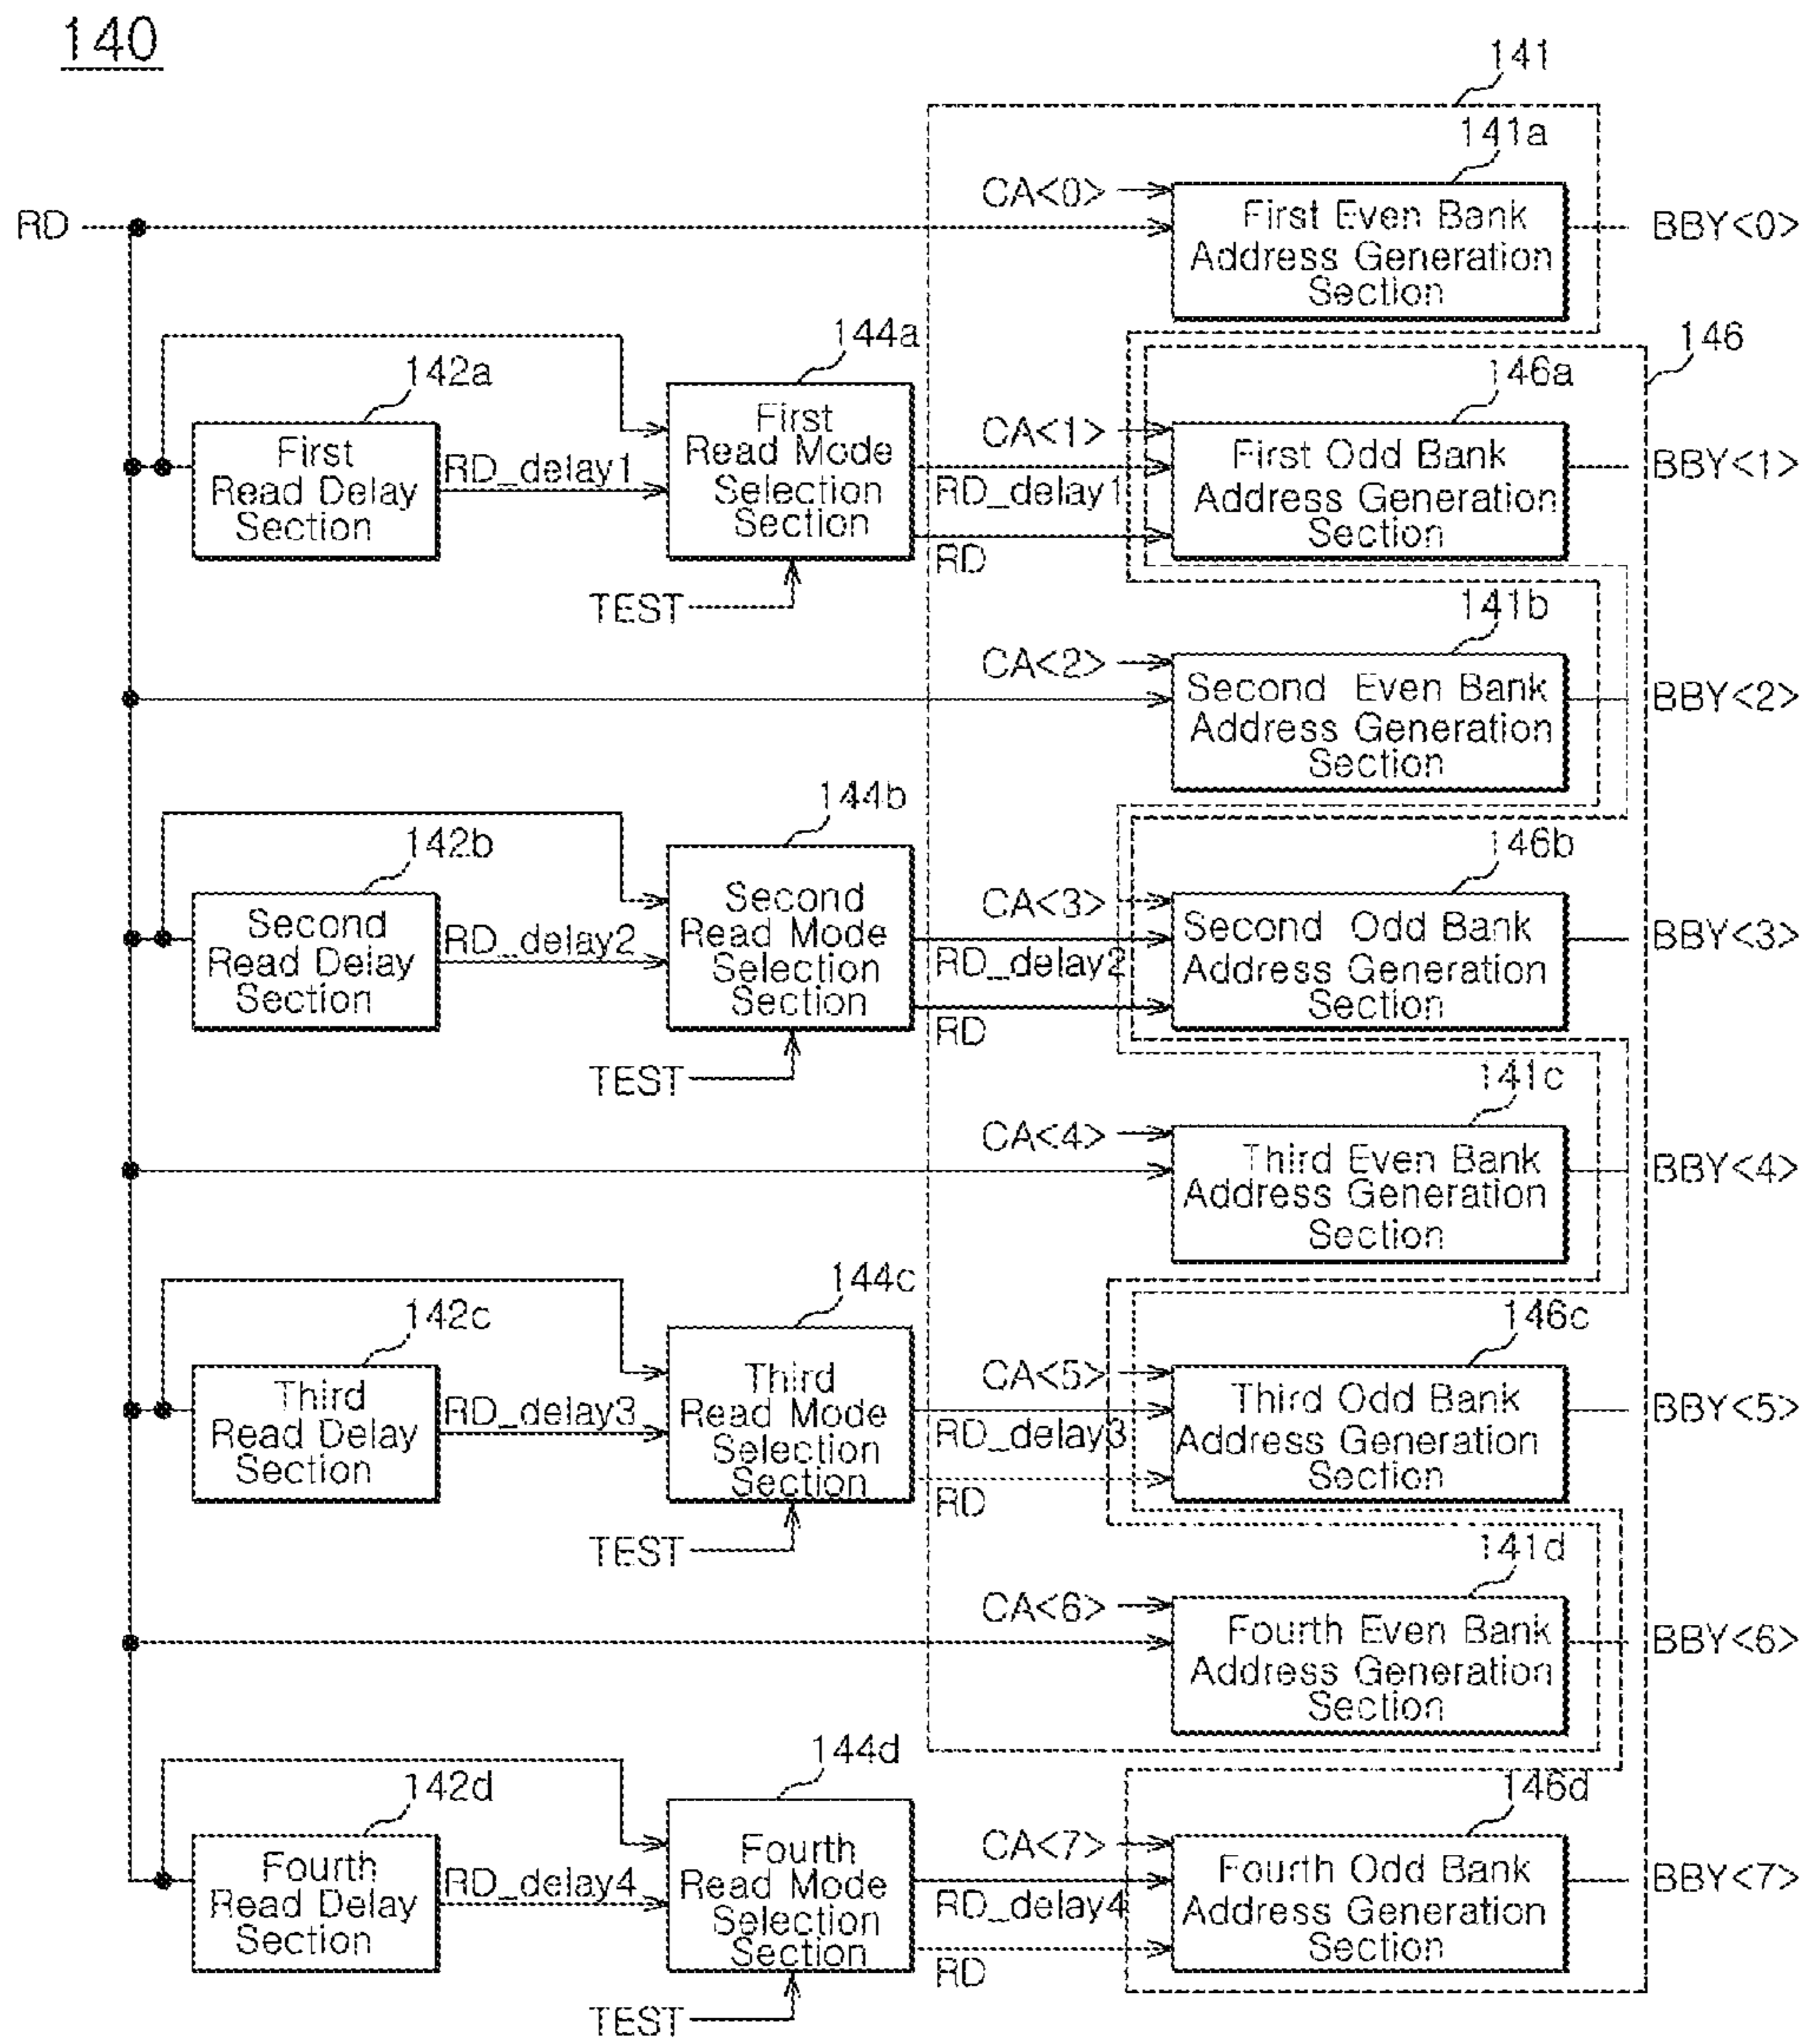 140
141
141a
CA<0>
RD
First Even Bank
Address Generation
Section
BBY<0>
144a
146
142a
146a
First
Read Mode
Selection
Section
CA<1>
First
Read Delay
Section
RD_delay1
RD_delay1
First Odd Bank
Address Generation
Section
BBY<1>
RD
TEST
141b
CA<2>
Second Even Bank
Address Generation
Section
BBY<2>
144b
142b
146b
Second
Read Mode
Selection
Section
CA<3>
Second
Read Delay
Section
RD_delay2
RD_delay2
Second Odd Bank
Address Generation
Section
BBY<3>
RD
TEST
141c
CA<4>
Third Even Bank
Address Generation
Section
BBY<4>
144c
142c
146c
Third
Read Mode
Selection
Section
CA<5>
Third
Read Delay
Section
RD_delay3
RD_delay3
Third Odd Bank
Address Generation
Section
BBY<5>
RD
TEST
141d
CA<6>
Fourth Even Bank
Address Generation
Section
BBY<6>
144d
142d
146d
Fourth
Read Mode
Selection
Section
CA<7>
Fourth
Read Delay
Section
RD_delay4
RD_delay4
Fourth Odd Bank
Address Generation
Section
BBY<7>
RD
TEST